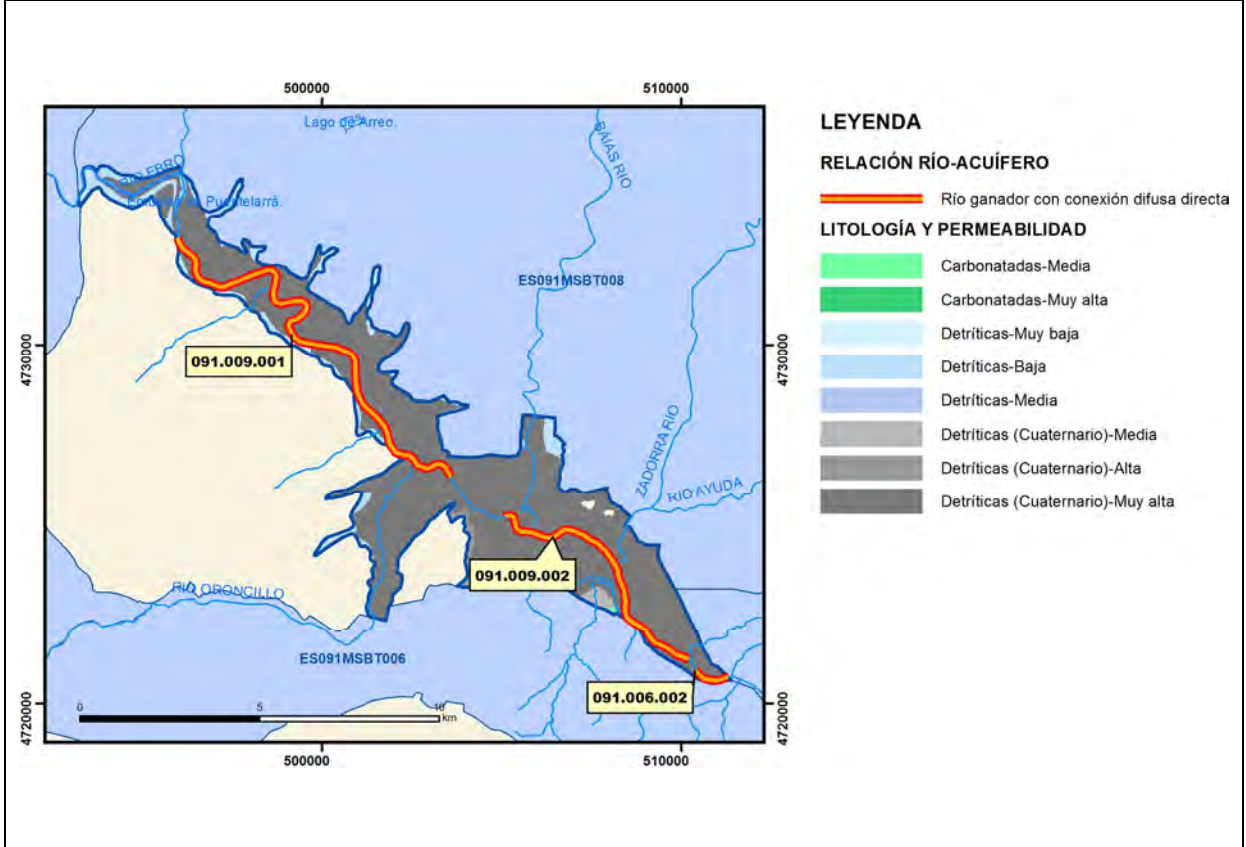 500000
510000
Lago de Arreo.
BAIAS RIO
RIO EBRO
Puentelarrá.
ES091MSBT008
4730000
4730000
091.009.001
ZADORRA RIO
RIO AYUDA
091.009.002
RIO ORONCILLO
ES091MSBT006
091.006.002
0
5
10
km
4720000
4720000
500000
510000
LEYENDA
RELACIÓN RÍO-ACUÍFERO
Río ganador con conexión difusa directa
LITOLOGÍA Y PERMEABILIDAD
Carbonatadas-Media
Carbonatadas-Muy alta
Detríticas-Muy baja
Detríticas-Baja
Detríticas-Media
Detríticas (Cuaternario)-Media
Detríticas (Cuaternario)-Alta
Detríticas (Cuaternario)-Muy alta